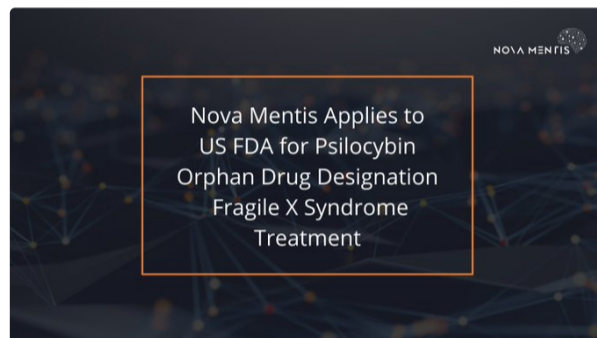 NOVA MENTIS
Nova Mentis Applies to
US FDA for Psilocybin
Orphan Drug Designation
Fragile X Syndrome
Treatment